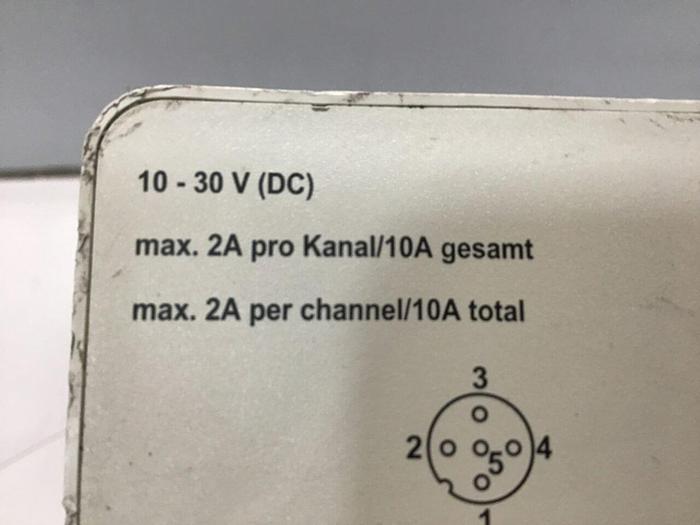 10 - 30 V (DC)
max. 2A pro Kanal/10A gesamt
max. 2A per channel/10A total
3
2 5 4
1